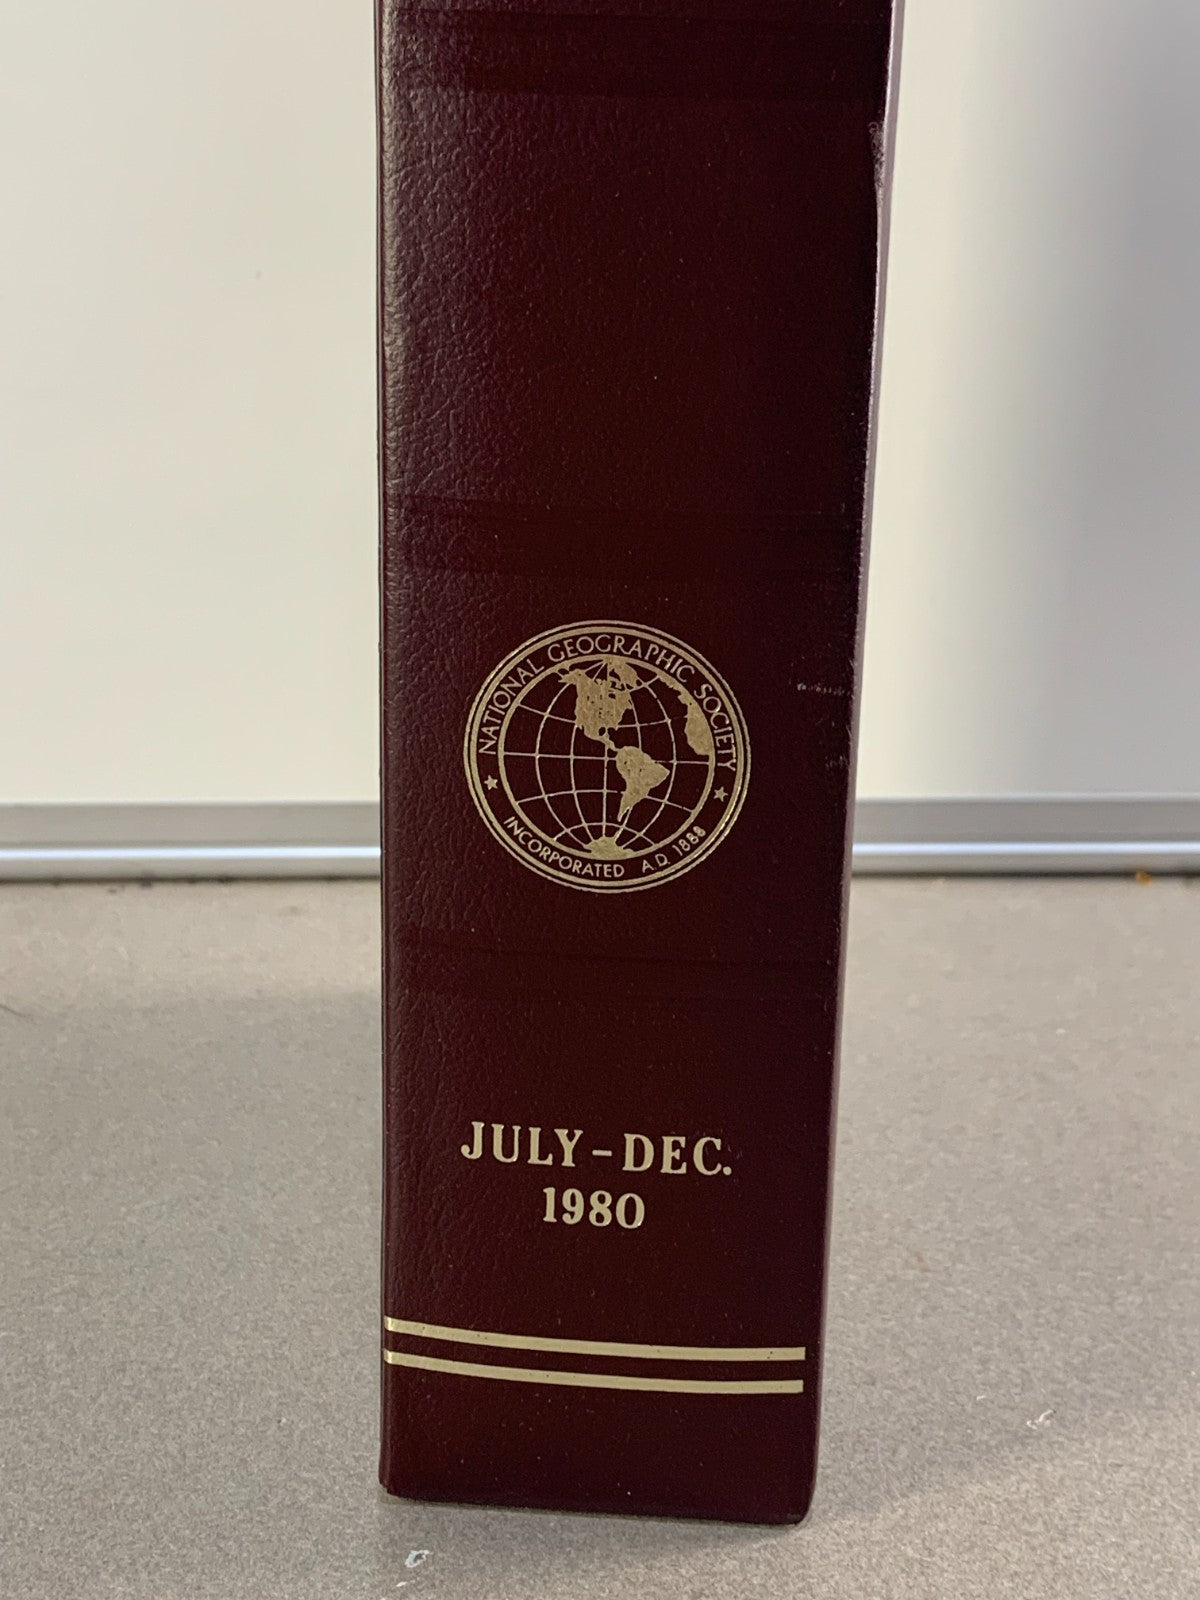 NATIONAL GEOGRAPHIC SOCIETY
INCORPORATED A.D. 1888
JULY-DEC.
1980